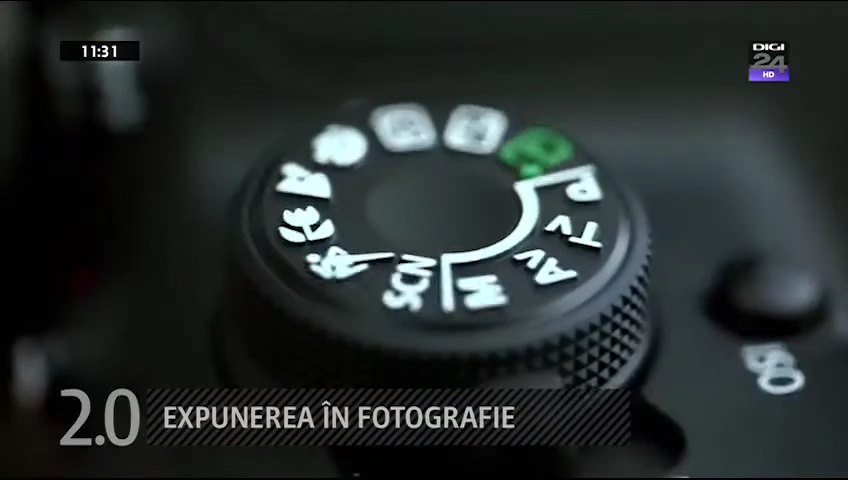 11:31
DIGI
24
HD
P
Tv
Av
M
SCN
ISO
2.0 EXPUNEREA ÎN FOTOGRAFIE